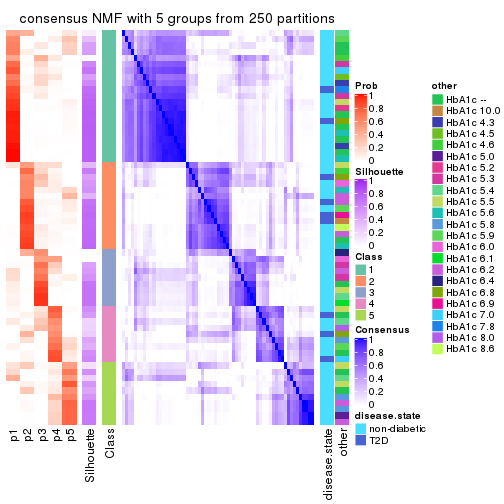 consensus NMF with 5 groups from 250 partitions
Prob
1
0.8
0.6
0.4
0.2
0
Silhouette
1
0.8
0.6
0.4
0.2
0
Class
1
2
3
4
5
Consensus
1
0.8
0.6
0.4
0.2
0
disease.state
non-diabetic
T2D
other
HbA1c --
HbA1c 10.0
HbA1c 4.3
HbA1c 4.5
HbA1c 4.6
HbA1c 5.0
HbA1c 5.2
HbA1c 5.3
HbA1c 5.4
HbA1c 5.5
HbA1c 5.6
HbA1c 5.8
HbA1c 5.9
HbA1c 6.0
HbA1c 6.1
HbA1c 6.2
HbA1c 6.4
HbA1c 6.8
HbA1c 6.9
HbA1c 7.0
HbA1c 7.8
HbA1c 8.0
HbA1c 8.6
p1
p2
p3
p4
p5
Silhouette
Class
disease.state
other